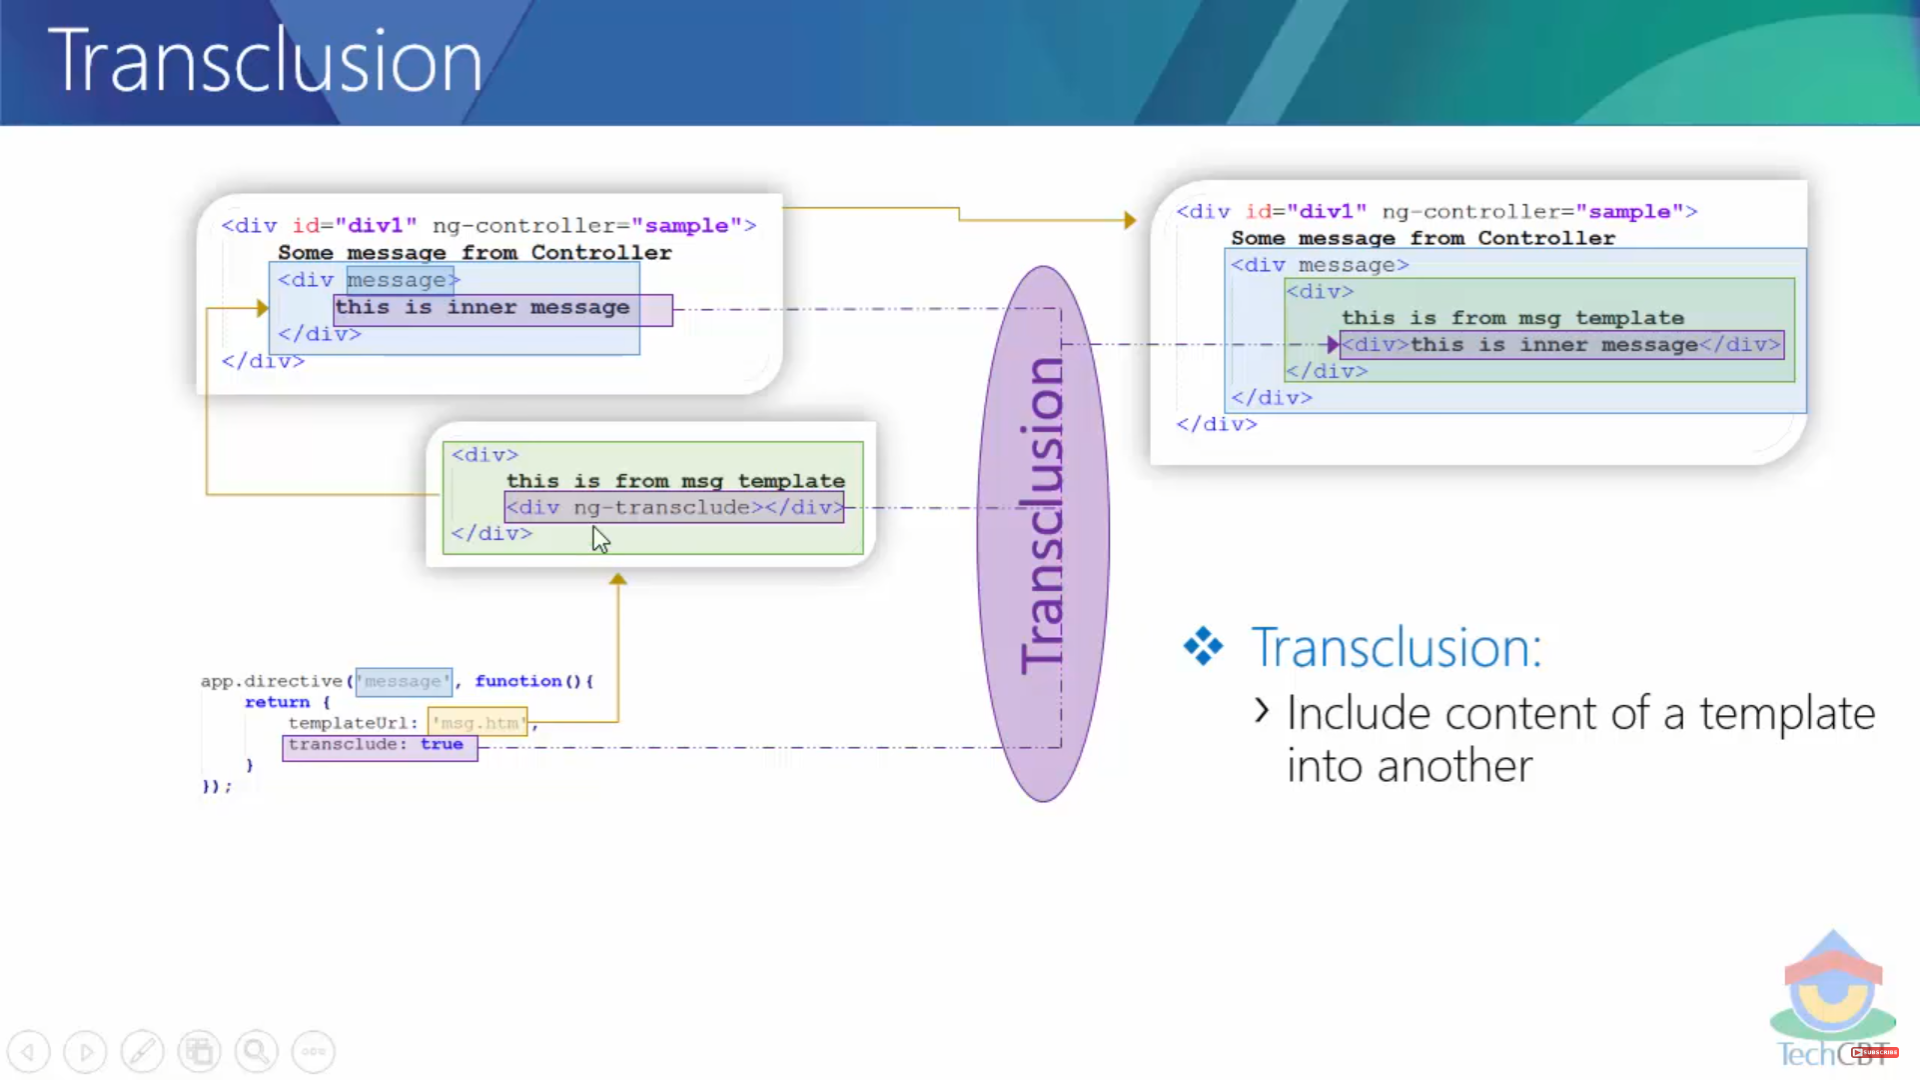 Transclusion
<div id="div1" ng-controller="sample">
Some message from Controller
<div message>
this is inner message
</div>
</div>
<div>
this is from msg template
<div ng-transclude></div>
</div>
app.directive('message', function(){
return {
templateUrl: 'msg.htm',
transclude: true
}
});
Transclusion
<div id="div1" ng-controller="sample">
Some message from Controller
<div message>
<div>
this is from msg template
<div>this is inner message</div>
</div>
</div>
</div>
Transclusion:
Include content of a template
into another
TechCBT
SUBSCRIBE